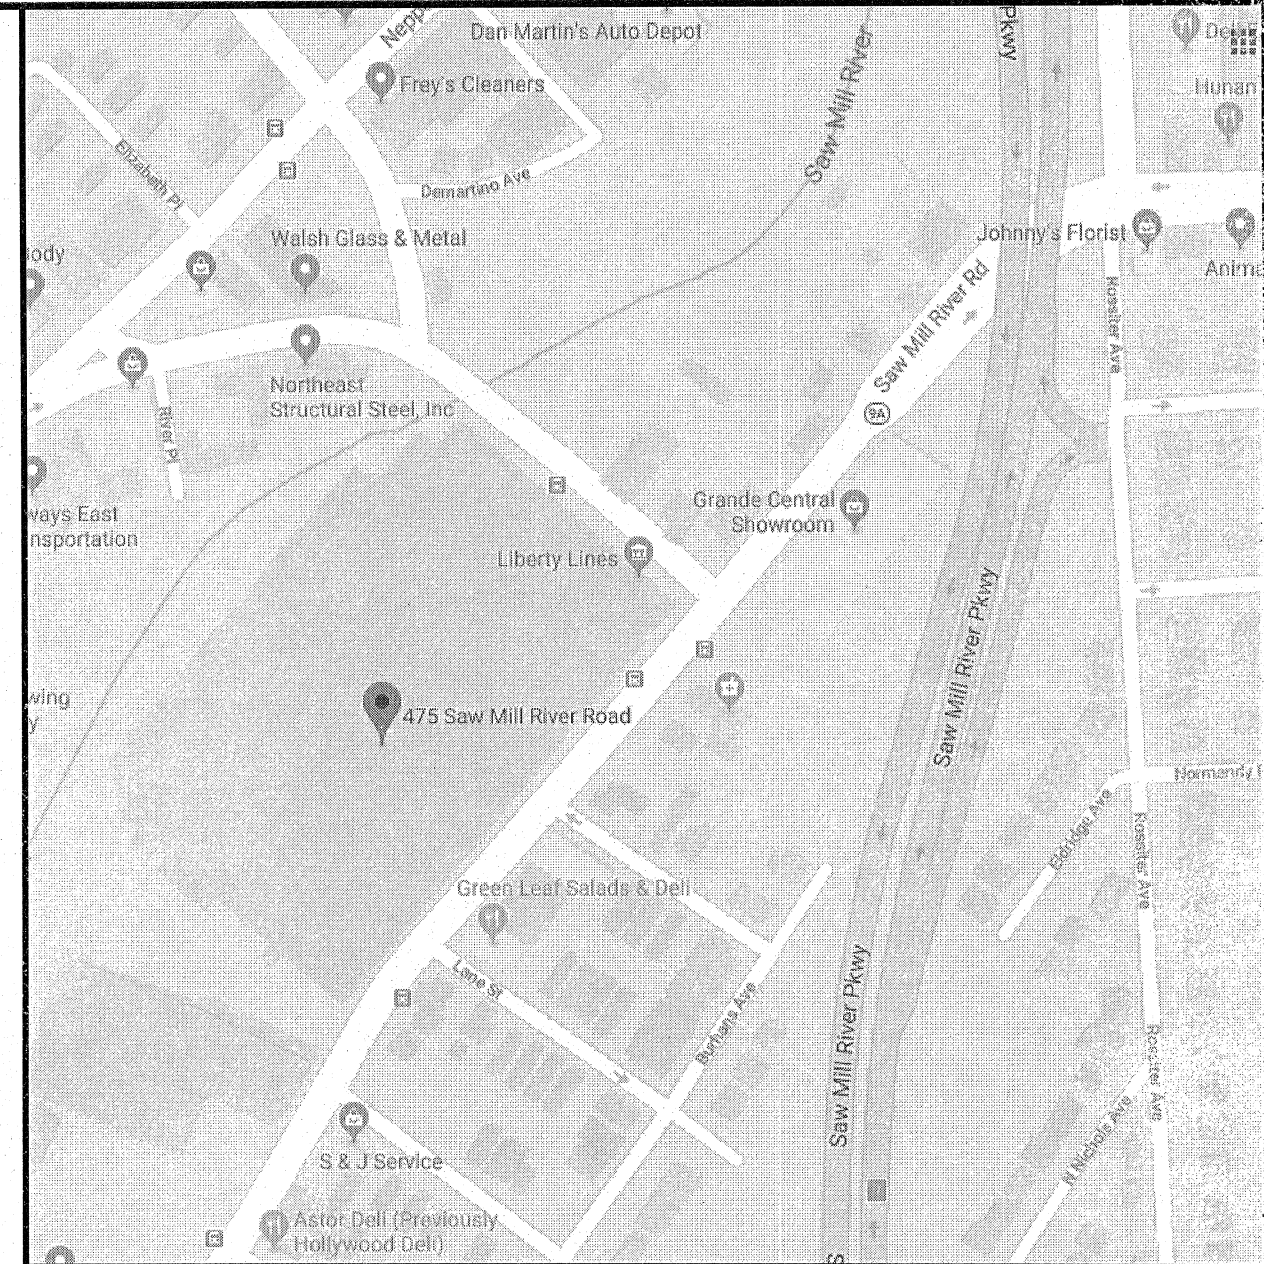 Dan Martin's Auto Depot
Nepp
Frey's Cleaners
Saw Mill River
Pkwy
Hunan
Elizabeth Pl
Demartino Ave
Walsh Glass & Metal
Johnny's Florist
ody
Anima
Saw Mill River Rd
Rossiter Ave
Northeast
Structural Steel, Inc
River Pl
9A
Grande Central
Showroom
ways East
nsportation
Liberty Lines
Saw Mill River Pkwy
wing
y
475 Saw Mill River Road
Normandy
Eldridge Ave
Rossiter Ave
Green Leaf Salads & Deli
Lane St
Burhans Ave
Saw Mill River Pkwy
Rossiter Ave
N Nichols Ave
S & J Service
Astor Deli (Previously
Hollywood Deli)
S